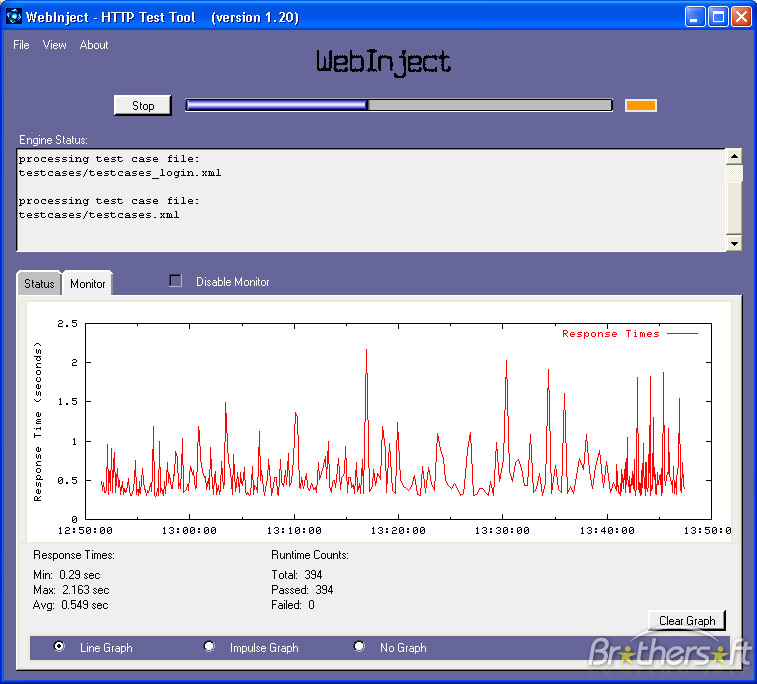 WebInject - HTTP Test Tool (version 1.20)
File View About
WebInject
Stop
Engine Status:
processing test case file:
testcases/testcases_login.xml
processing test case file:
testcases/testcases.xml
Status Monitor Disable Monitor
Response Times
Response Time (seconds)
2.5
2
1.5
1
0.5
0
12:50:00 13:00:00 13:10:00 13:20:00 13:30:00 13:40:00 13:50:0
Response Times:
Min: 0.29 sec
Max: 2.163 sec
Avg: 0.549 sec
Runtime Counts:
Total: 394
Passed: 394
Failed: 0
Clear Graph
Line Graph Impulse Graph No Graph
Brothersoft